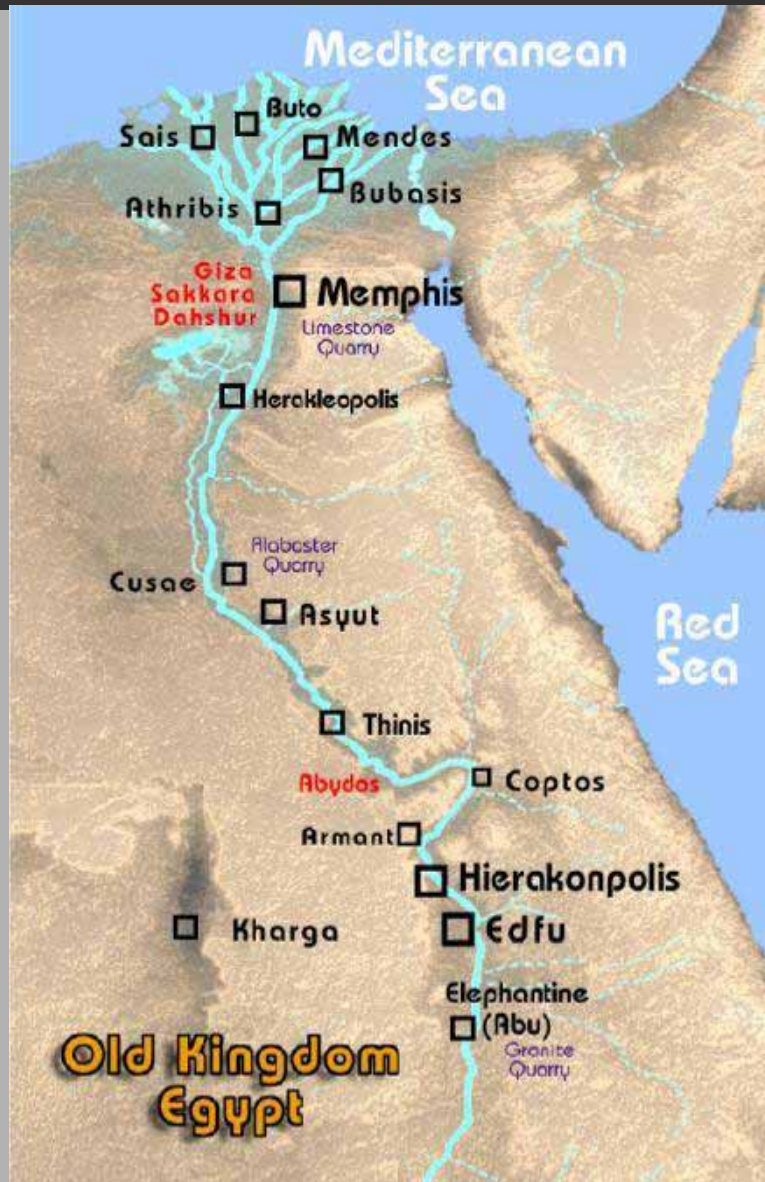 Mediterranean
Sea
Buto
Sais
Mendes
Bubasis
Athribis
Giza
Sakkara
Dahshur
Memphis
Limestone
Quarry
Herakleopolis
Alabaster
Quarry
Cusae
Asyut
Red
Sea
Thinis
Abydos
Coptos
Armant
Hierakonpolis
Kharga
Edfu
Elephantine
(Abu)
Granite
Quarry
Old Kingdom
Egypt